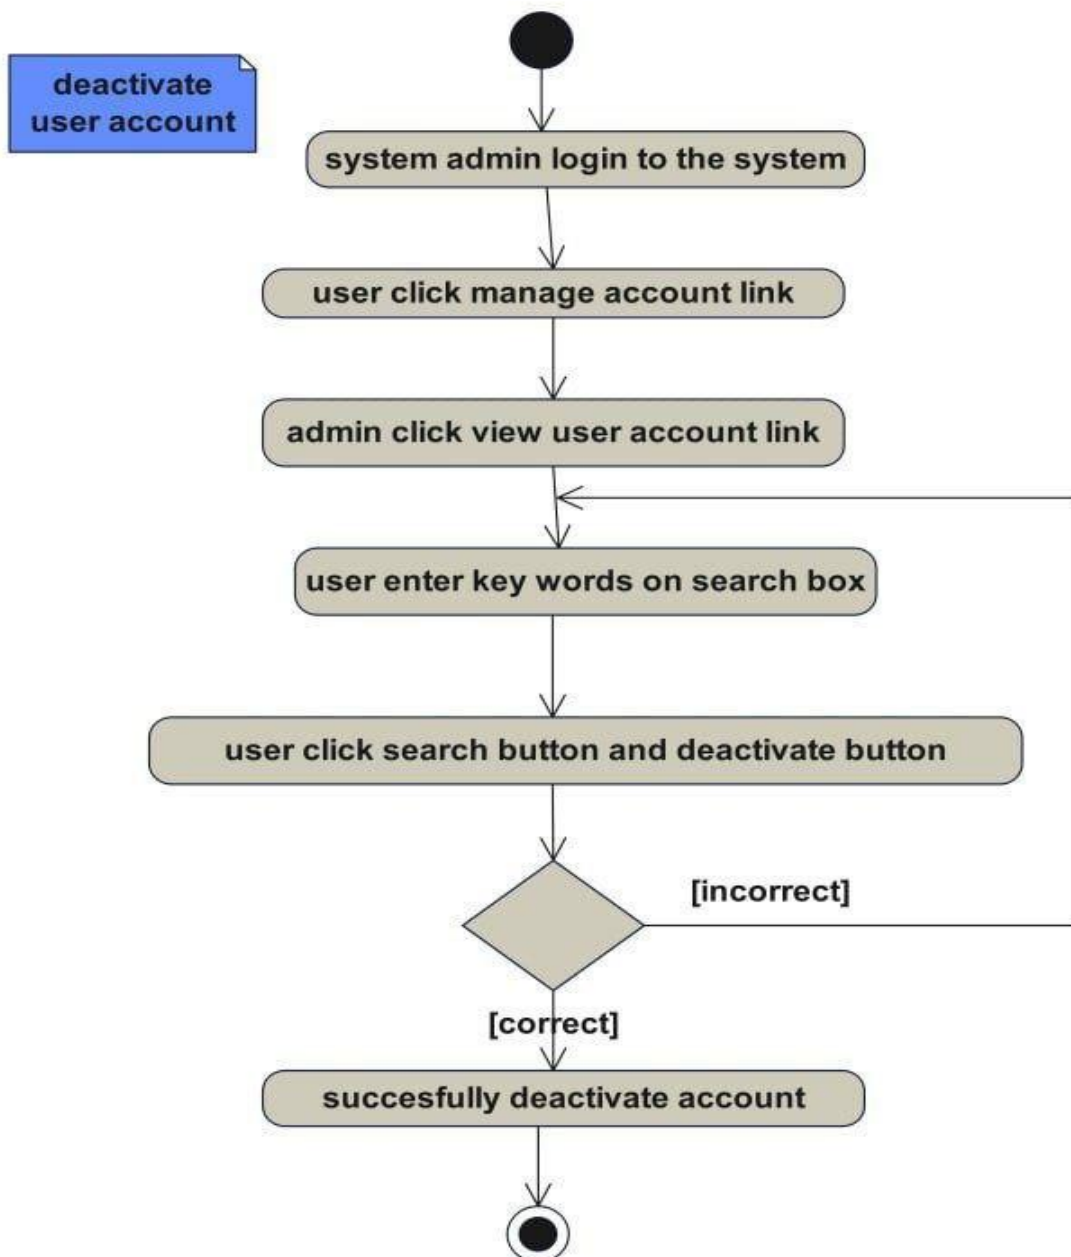 deactivate
user account
system admin login to the system
user click manage account link
admin click view user account link
user enter key words on search box
user click search button and deactivate button
[incorrect]
[correct]
succesfully deactivate account